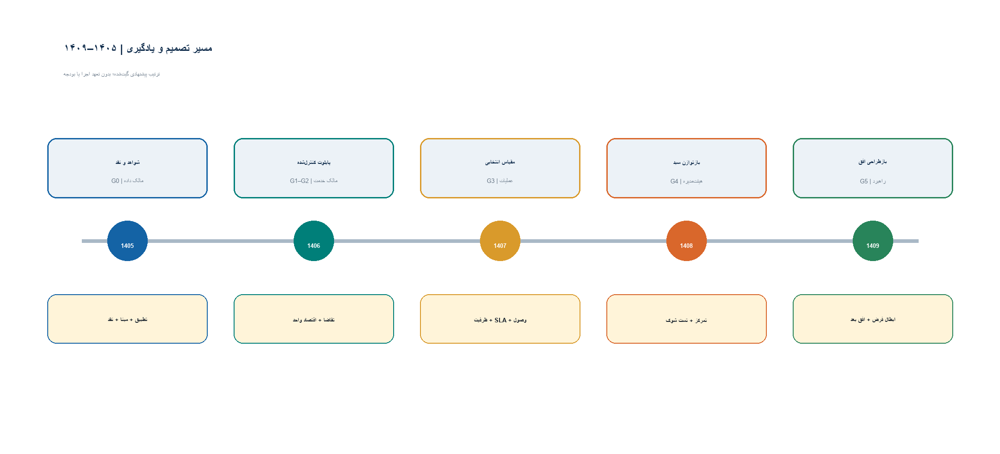 مسیر تصمیم و یادگیری | ۱۴۰۵–۱۴۰۹
ترتیب پیشنهادی گیت‌شده؛ بدون تعهد اجرا یا بودجه
شواهد و نقد
مالک داده | G0
پایلوت کنترل‌شده
مالک خدمت | G1–G2
مقیاس انتخابی
عملیات | G3
بازتوازن سبد
هیئت‌مدیره | G4
بازطراحی افق
راهبرد | G5
1405
1406
1407
1408
1409
تطبیق + مبنا + نقد
تقاضا + اقتصاد واحد
وصول + SLA + ظرفیت
تمرکز + تست شوک
ابطال فرض + افق بعد